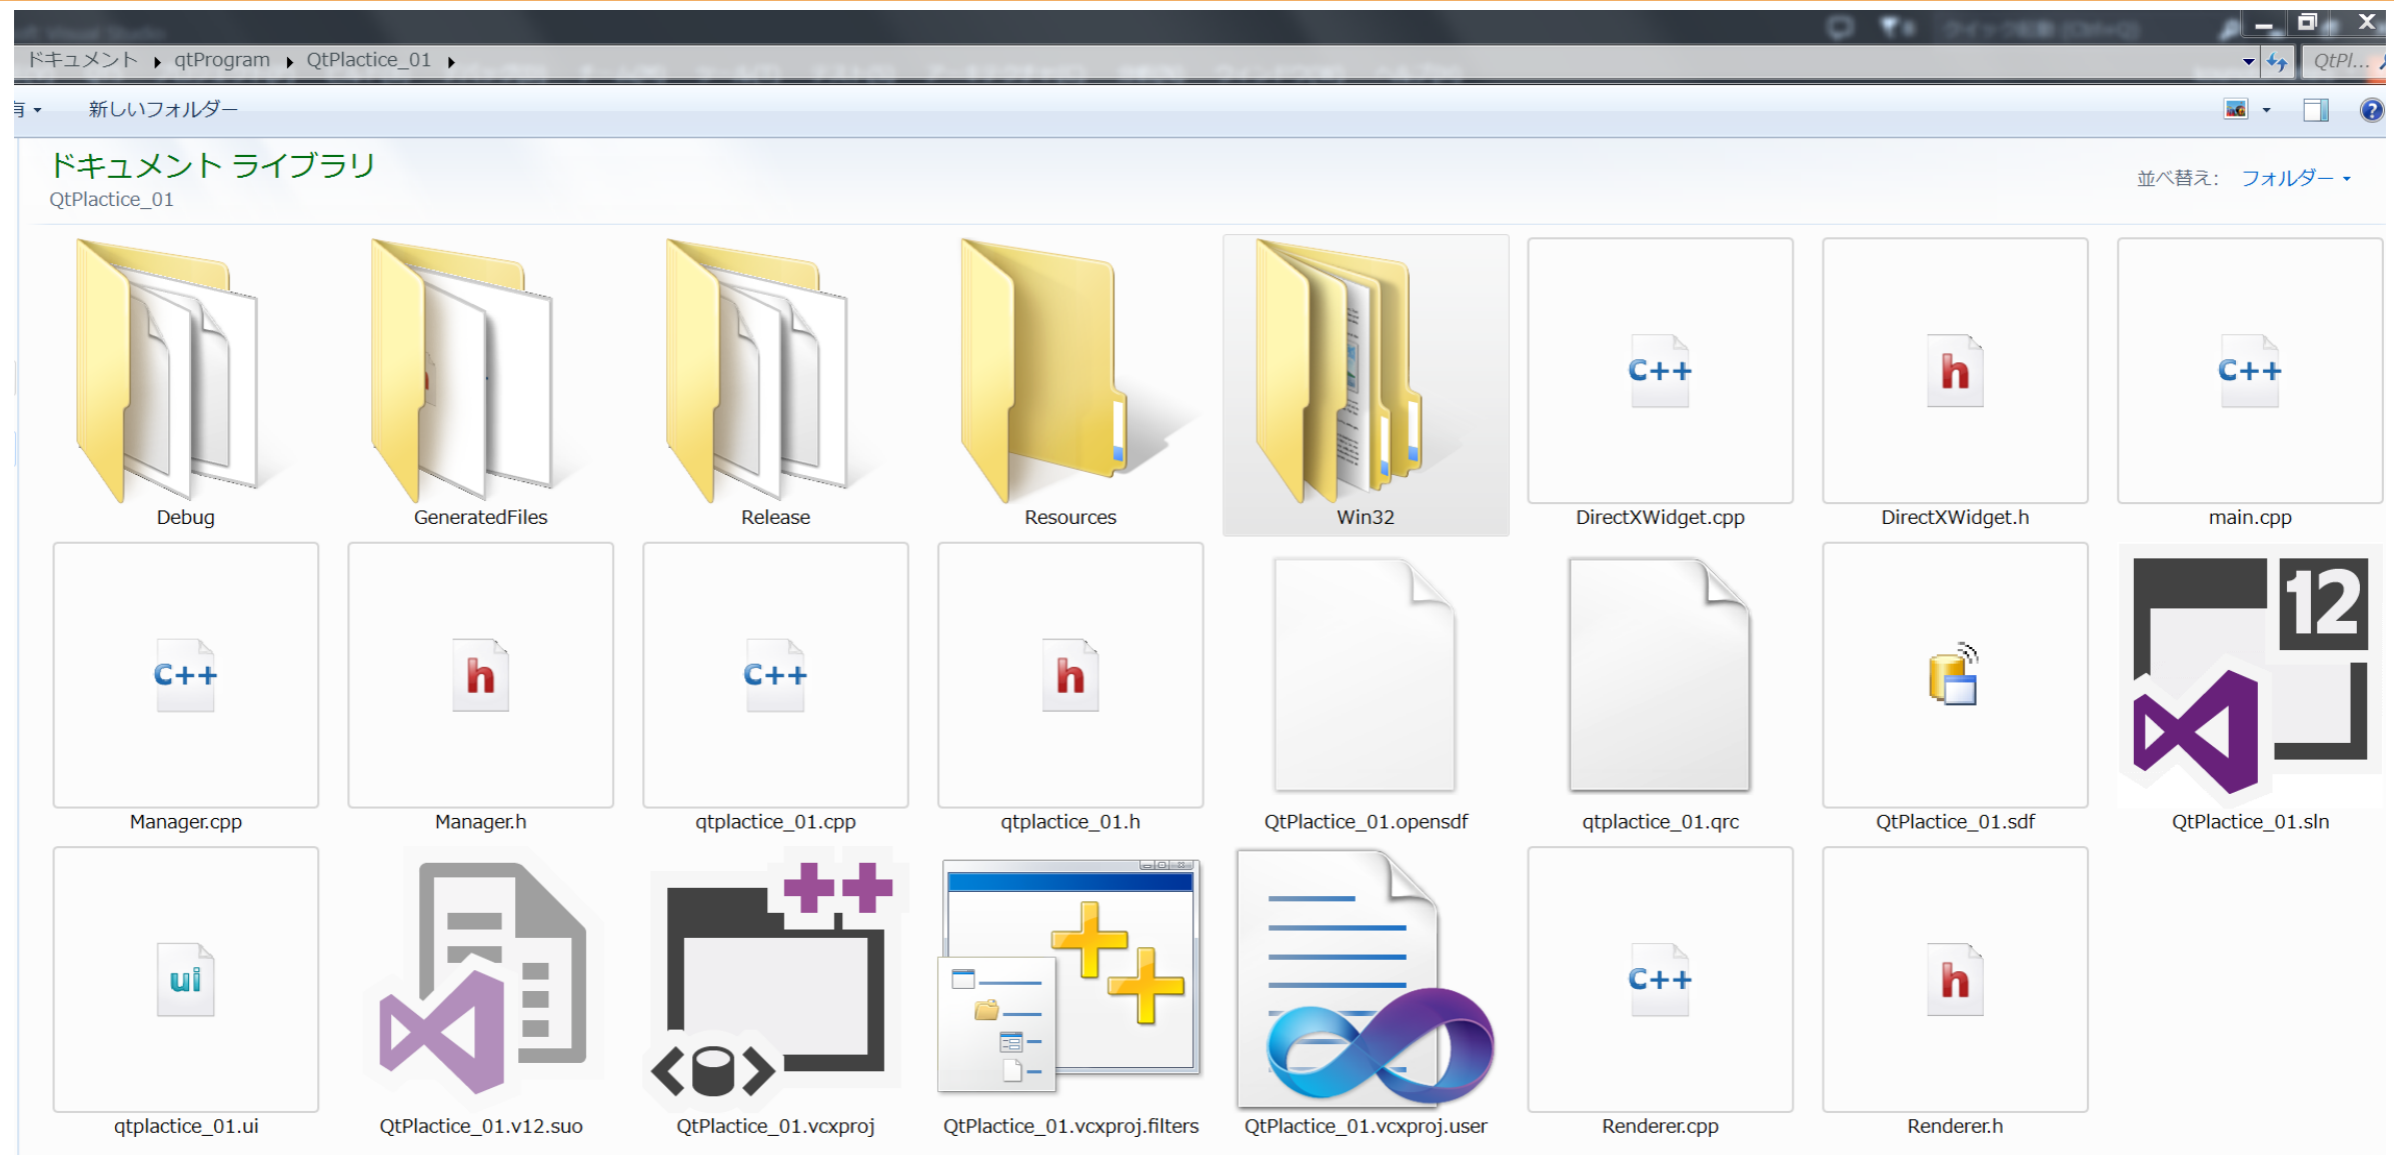 ドキュメント ▸ qtProgram ▸ QtPlactice_01 ▸
QtPl...
有 新しいフォルダー
ドキュメント ライブラリ
QtPlactice_01
並べ替え: フォルダー
Debug GeneratedFiles Release Resources Win32 DirectXWidget.cpp DirectXWidget.h main.cpp
C++ h C++
C++ h C++ h 12
Manager.cpp Manager.h qtplactice_01.cpp qtplactice_01.h QtPlactice_01.opensdf qtplactice_01.qrc QtPlactice_01.sdf QtPlactice_01.sln
ui ++ C++ h
qtplactice_01.ui QtPlactice_01.v12.suo QtPlactice_01.vcxproj QtPlactice_01.vcxproj.filters QtPlactice_01.vcxproj.user Renderer.cpp Renderer.h